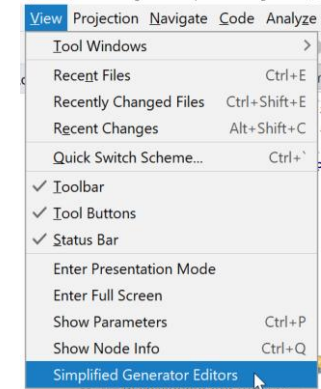 View Projection Navigate Code Analyze
Tool Windows >
Recent Files Ctrl+E
Recently Changed Files Ctrl+Shift+E
Recent Changes Alt+Shift+C
Quick Switch Scheme... Ctrl+`
✓ Toolbar
✓ Tool Buttons
✓ Status Bar
Enter Presentation Mode
Enter Full Screen
Show Parameters Ctrl+P
Show Node Info Ctrl+Q
Simplified Generator Editors